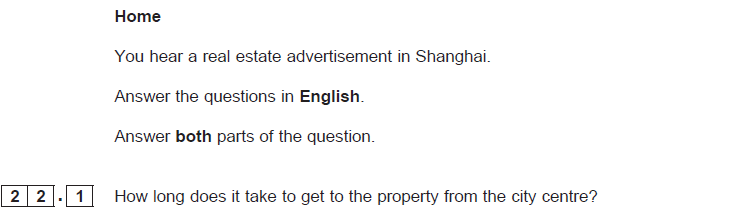 Home
You hear a real estate advertisement in Shanghai.
Answer the questions in English.
Answer both parts of the question.
2 2 . 1 How long does it take to get to the property from the city centre?